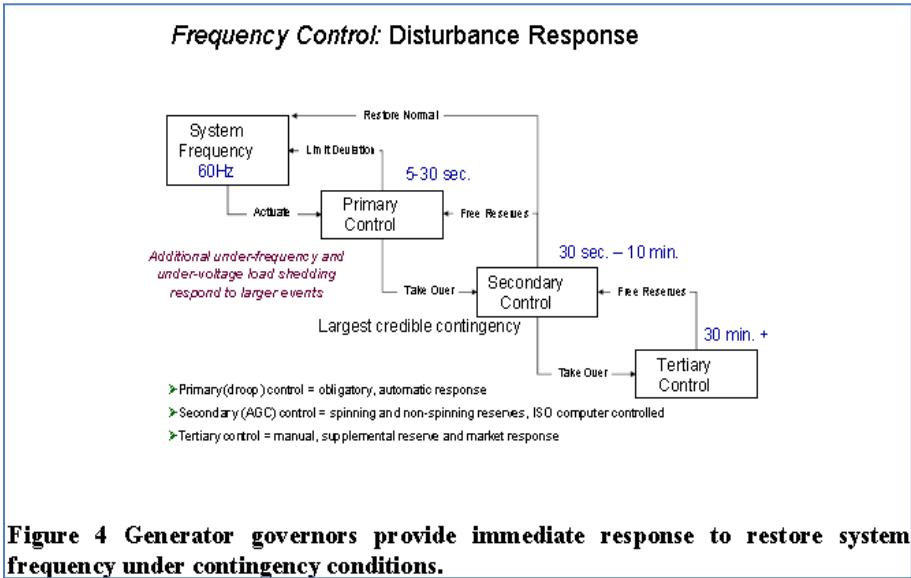 Frequency Control: Disturbance Response
Restore Normal
System
Frequency
60Hz
Limit Deviation
5-30 sec.
Primary
Control
Actuate
Free Reserves
30 sec. – 10 min.
Additional under-frequency and
under-voltage load shedding
respond to larger events
Take Over
Secondary
Control
Free Reserves
Largest credible contingency
30 min. +
Take Over
Tertiary
Control
➢Primary (droop) control = obligatory, automatic response
➢Secondary (AGC) control = spinning and non-spinning reserves, ISO computer controlled
➢Tertiary control = manual, supplemental reserve and market response
Figure 4 Generator governors provide immediate response to restore system
frequency under contingency conditions.